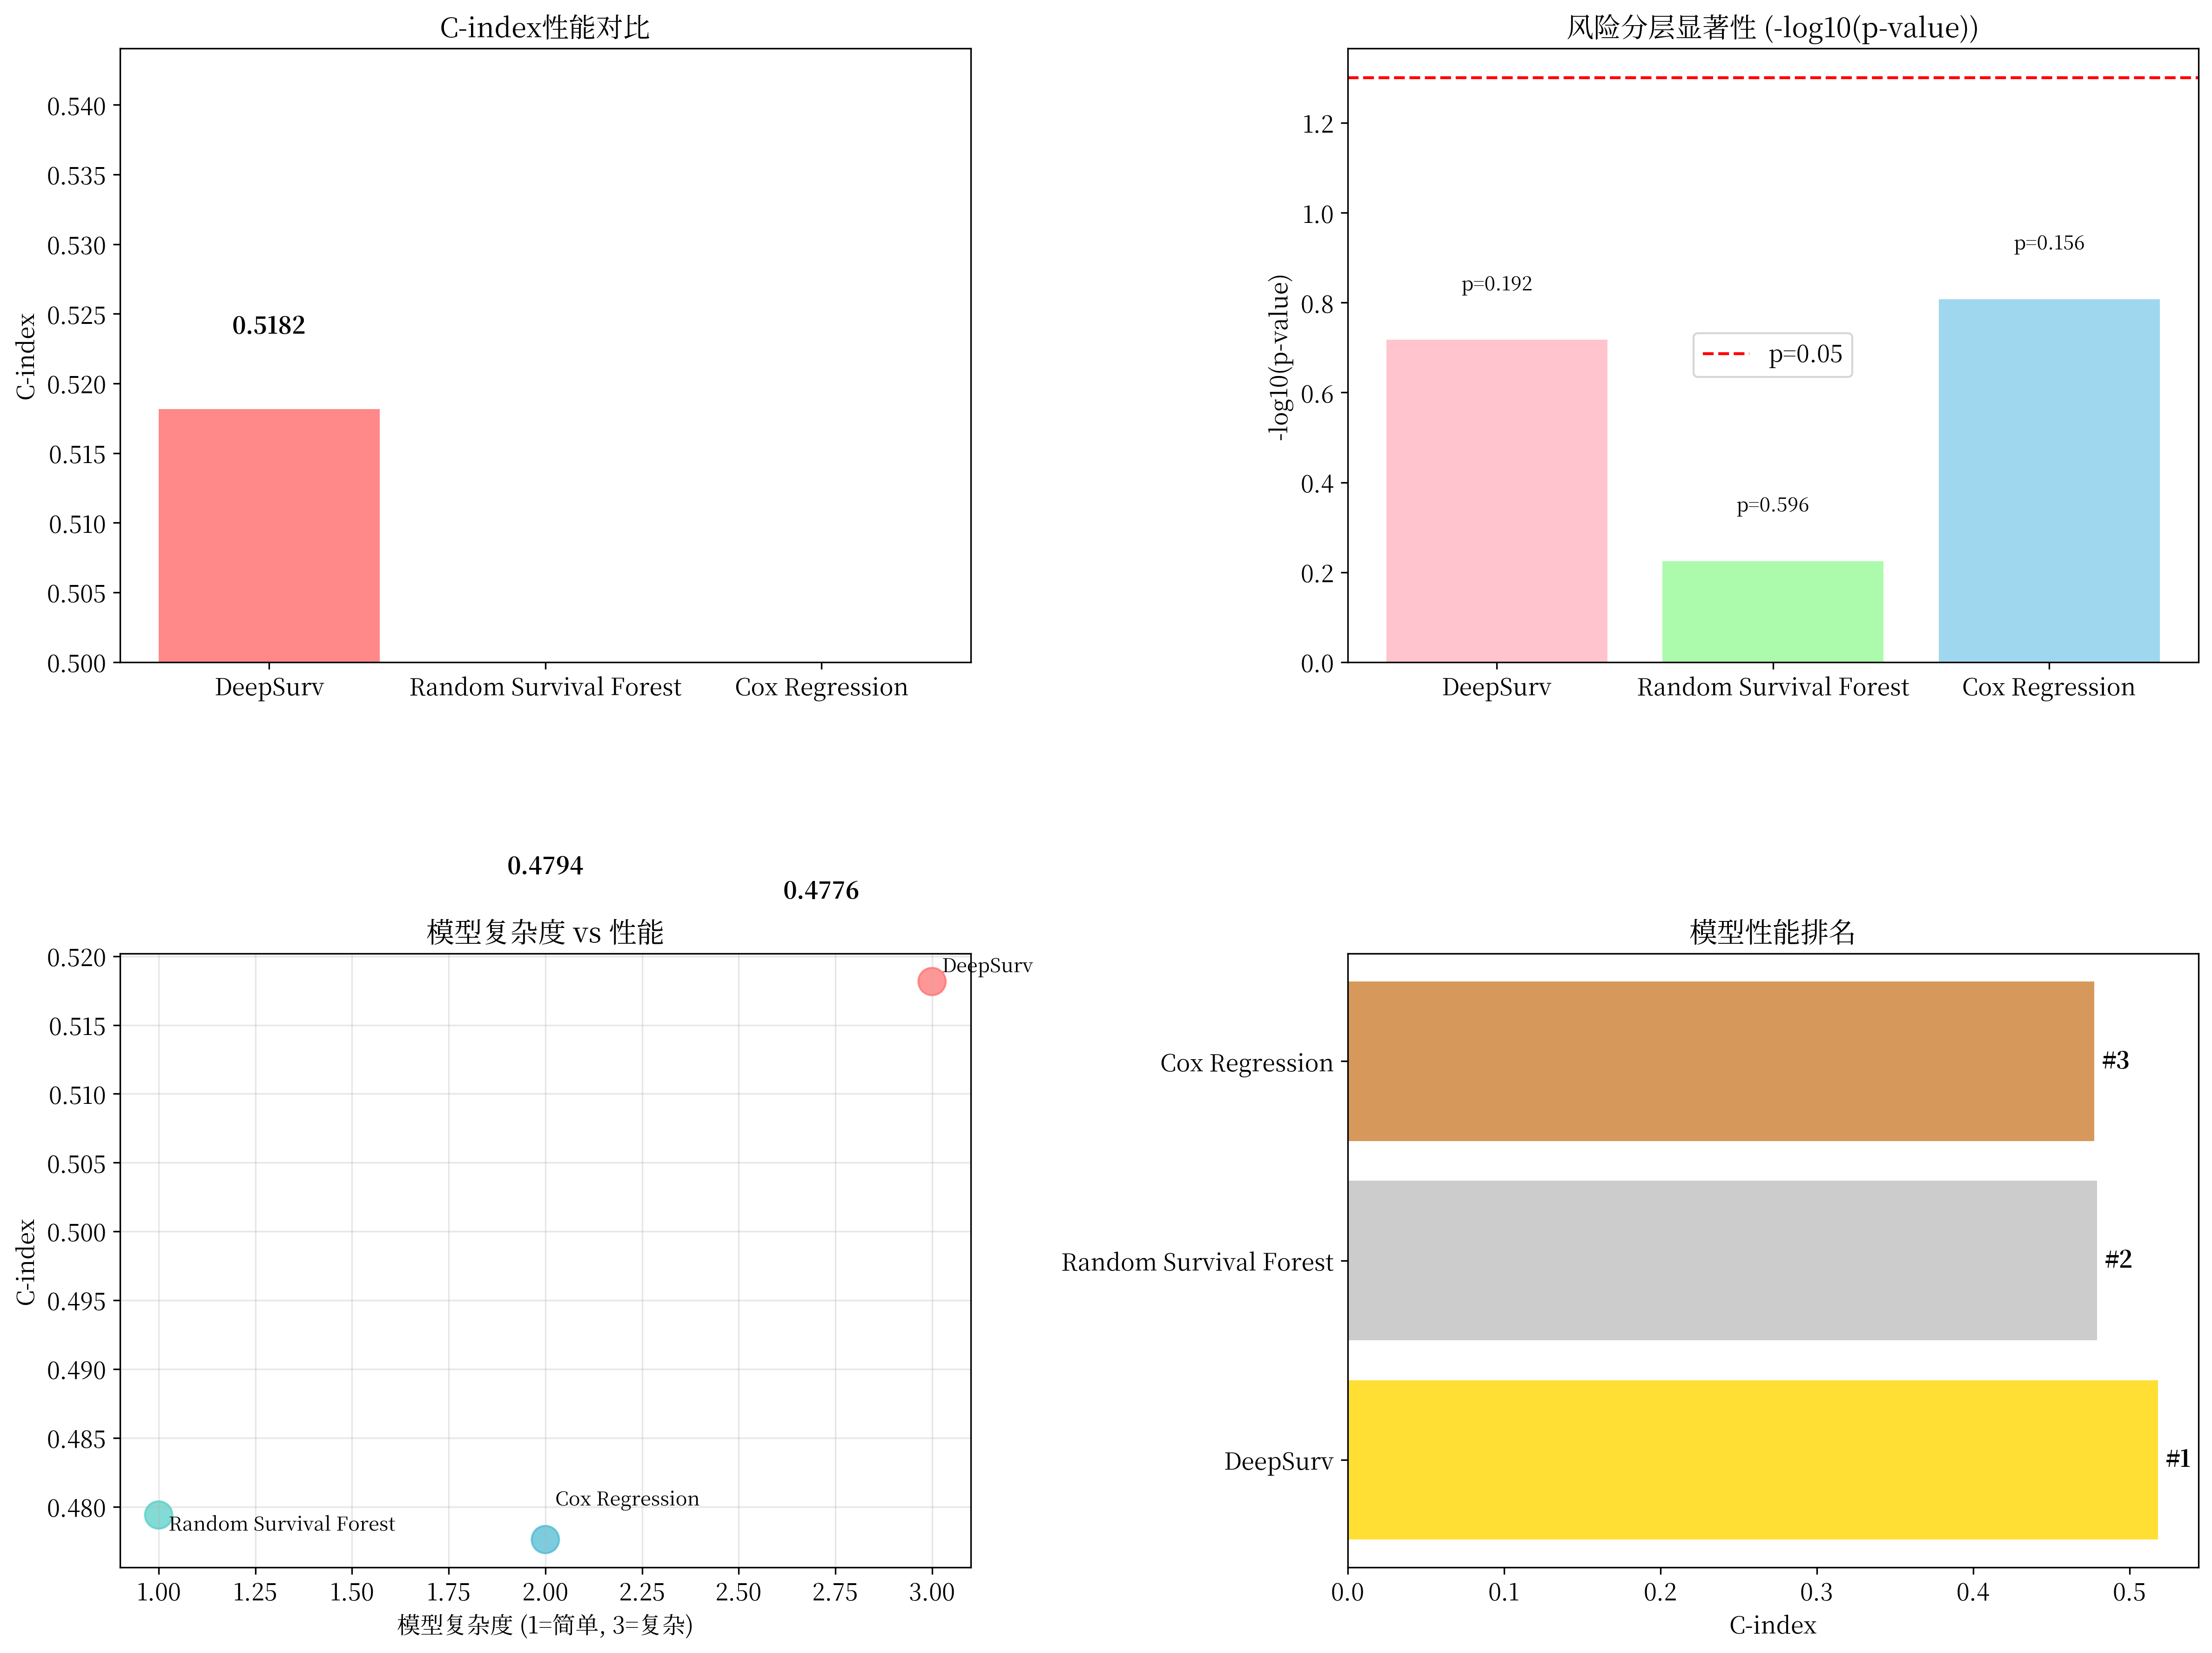 C-index性能对比
C-index
0.540
0.535
0.530
0.525
0.520
0.515
0.510
0.505
0.500
0.5182
DeepSurv
Random Survival Forest
Cox Regression
0.4794
0.4776
风险分层显著性 (-log10(p-value))
-log10(p-value)
1.2
1.0
0.8
0.6
0.4
0.2
0.0
p=0.192
p=0.596
p=0.156
p=0.05
DeepSurv
Random Survival Forest
Cox Regression
模型复杂度 vs 性能
C-index
0.520
0.515
0.510
0.505
0.500
0.495
0.490
0.485
0.480
DeepSurv
Cox Regression
Random Survival Forest
1.00
1.25
1.50
1.75
2.00
2.25
2.50
2.75
3.00
模型复杂度 (1=简单, 3=复杂)
模型性能排名
Cox Regression
#3
Random Survival Forest
#2
DeepSurv
#1
0.0
0.1
0.2
0.3
0.4
0.5
C-index